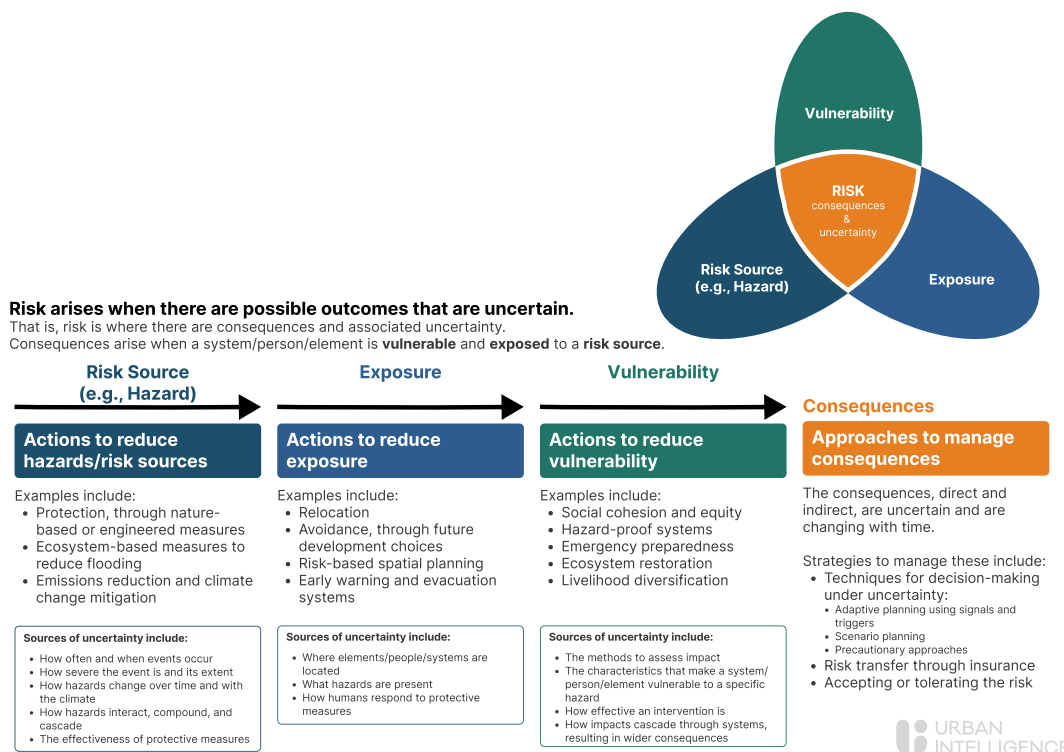 Vulnerability
RISK
consequences
&
uncertainty
Risk Source
(e.g., Hazard)
Exposure
Risk arises when there are possible outcomes that are uncertain.
That is, risk is where there are consequences and associated uncertainty.
Consequences arise when a system/person/element is vulnerable and exposed to a risk source.
Risk Source
(e.g., Hazard)
Actions to reduce
hazards/risk sources
Examples include:
• Protection, through nature-
based or engineered measures
• Ecosystem-based measures to
reduce flooding
• Emissions reduction and climate
change mitigation
Sources of uncertainty include:
• How often and when events occur
• How severe the event is and its extent
• How hazards change over time and with
the climate
• How hazards interact, compound, and
cascade
• The effectiveness of protective measures
Exposure
Actions to reduce
exposure
Examples include:
• Relocation
• Avoidance, through future
development choices
• Risk-based spatial planning
• Early warning and evacuation
systems
Sources of uncertainty include:
• Where elements/people/systems are
located
• What hazards are present
• How humans respond to protective
measures
Vulnerability
Actions to reduce
vulnerability
Examples include:
• Social cohesion and equity
• Hazard-proof systems
• Emergency preparedness
• Ecosystem restoration
• Livelihood diversification
Sources of uncertainty include:
• The methods to assess impact
• The characteristics that make a system/
person/element vulnerable to a specific
hazard
• How effective an intervention is
• How impacts cascade through systems,
resulting in wider consequences
Consequences
Approaches to manage
consequences
The consequences, direct and
indirect, are uncertain and are
changing with time.
Strategies to manage these include:
• Techniques for decision-making
under uncertainty:
• Adaptive planning using signals and
triggers
• Scenario planning
• Precautionary approaches
• Risk transfer through insurance
• Accepting or tolerating the risk
URBAN
INTELLIGENCE